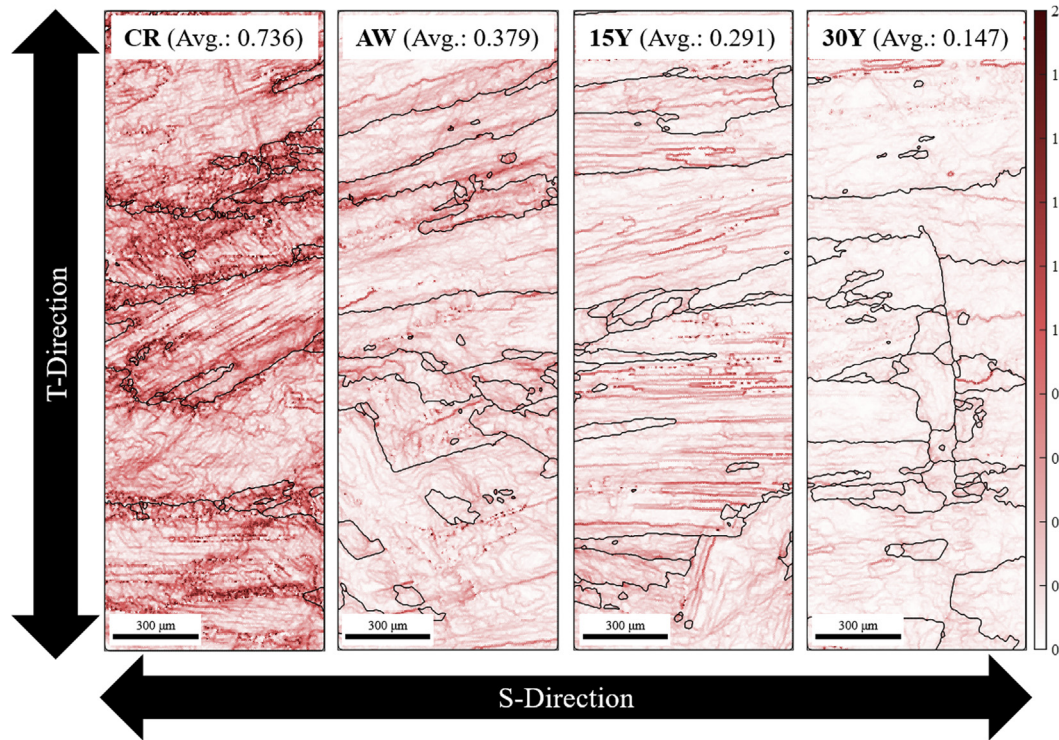 CR (Avg.: 0.736)
AW (Avg.: 0.379)
15Y (Avg.: 0.291)
30Y (Avg.: 0.147)
2
1
1
1
1
1
0
0
0
0
0
T-Direction
300 μm
300 μm
300 μm
300 μm
S-Direction